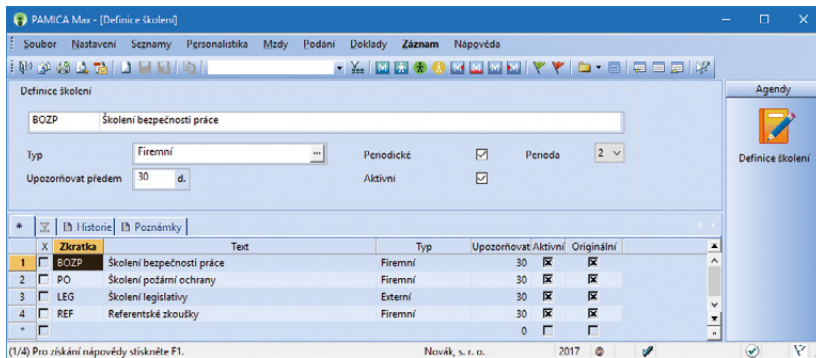 PAMICA Max - [Definice školení]
Soubor Nastavení Seznamy Personalistika Mzdy Podání Doklady Záznam Nápověda
Definice školení
Agendy
BOZP Školení bezpečnosti práce
Typ Firemní ... Periodické Perioda 2
Definice školení
Upozorňovat předem 30 d. Aktivní
* Historie Poznámky
X Zkratka Text Typ Upozorňovat Aktivní Originální
1 BOZP Školení bezpečnosti práce Firemní 30
2 PO Školení požární ochrany Firemní 30
3 LEG Školení legislativy Externí 30
4 REF Referentské zkoušky Firemní 30
* 0
(1/4) Pro získání nápovědy stiskněte F1. Novák, s. r. o. 2017